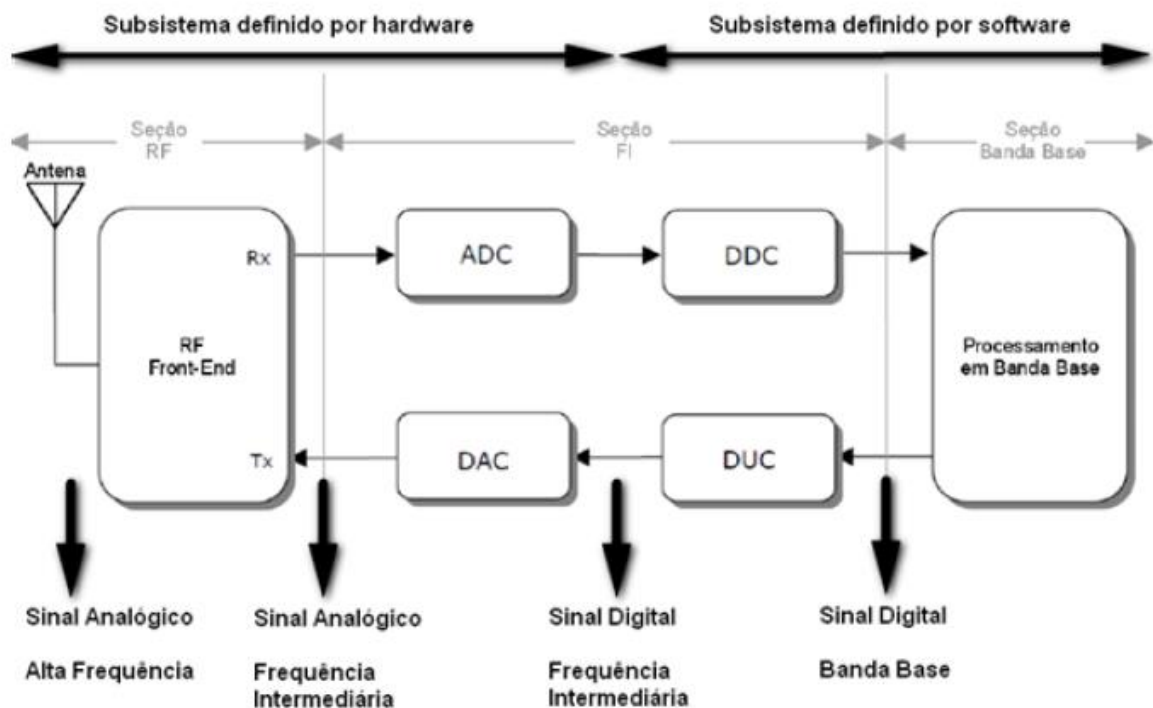 Subsistema definido por hardware
Subsistema definido por software
Seção
RF
Seção
FI
Seção
Banda Base
Antena
Rx
ADC
DDC
RF
Front-End
Processamento
em Banda Base
Tx
DAC
DUC
Sinal Analógico
Alta Frequência
Sinal Analógico
Frequência
Intermediária
Sinal Digital
Frequência
Intermediária
Sinal Digital
Banda Base